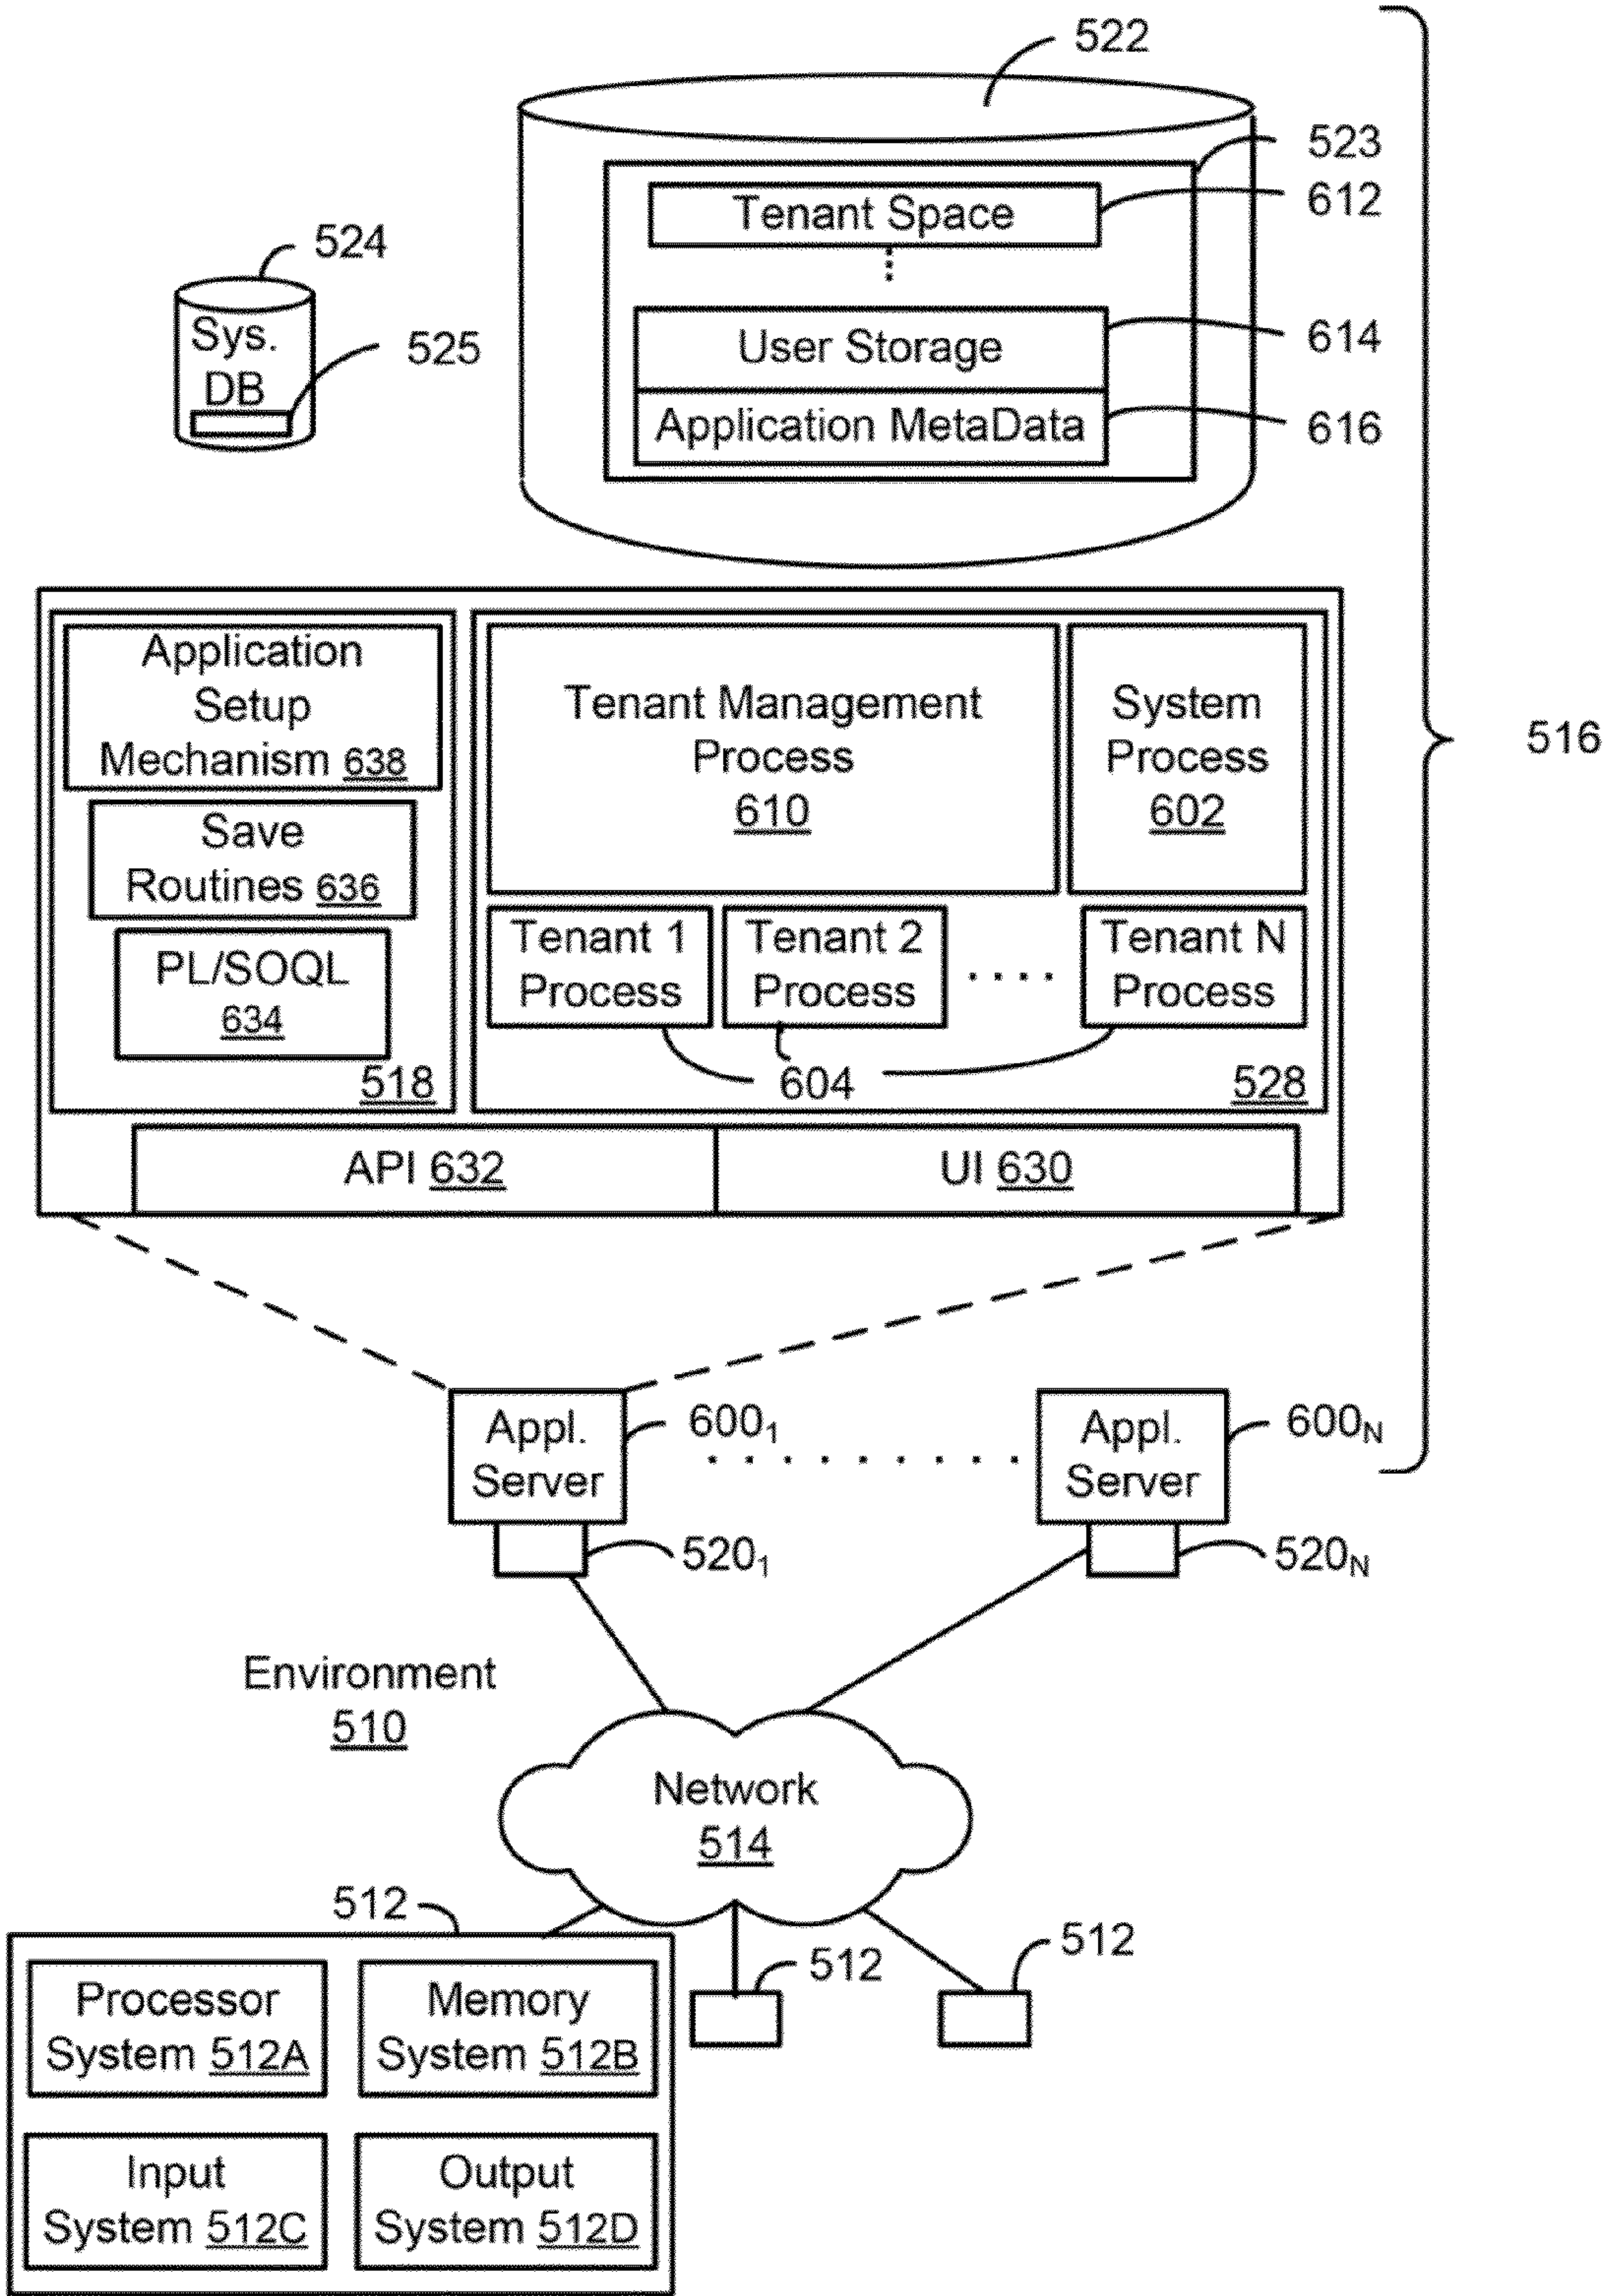 522
523
Tenant Space
612
524
Sys.
DB
525
User Storage
614
Application MetaData
616
Application
Setup
Mechanism 638
Tenant Management
Process
610
System
Process
602
516
Save
Routines 636
PL/SOQL
634
518
Tenant 1
Process
Tenant 2
Process
Tenant N
Process
604
528
API 632
UI 630
Appl.
Server
600₁
Appl.
Server
600N
520₁
520N
Environment
510
Network
514
512
512
512
Processor
System 512A
Memory
System 512B
Input
System 512C
Output
System 512D